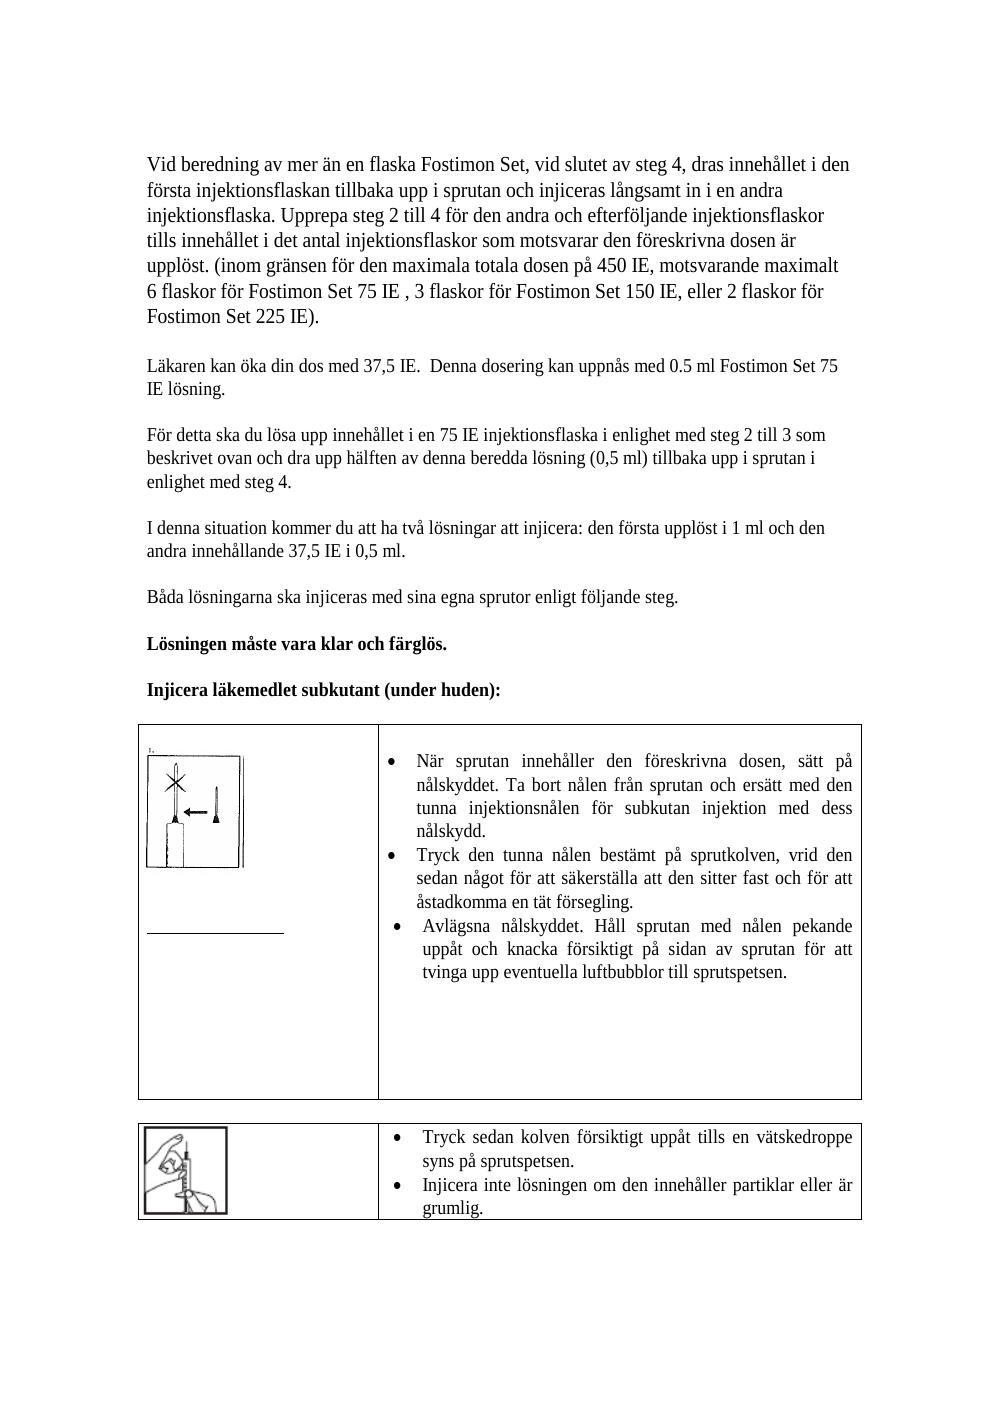 Vid beredning av mer än en flaska Fostimon Set, vid slutet av steg 4, dras innehållet i den
första injektionsflaskan tillbaka upp i sprutan och injiceras långsamt in i en andra
injektionsflaska. Upprepa steg 2 till 4 för den andra och efterföljande injektionsflaskor
tills innehållet i det antal injektionsflaskor som motsvarar den föreskrivna dosen är
upplöst. (inom gränsen för den maximala totala dosen på 450 IE, motsvarande maximalt
6 flaskor för Fostimon Set 75 IE , 3 flaskor för Fostimon Set 150 IE, eller 2 flaskor för
Fostimon Set 225 IE).
Läkaren kan öka din dos med 37,5 IE.  Denna dosering kan uppnås med 0.5 ml Fostimon Set 75
IE lösning.
För detta ska du lösa upp innehållet i en 75 IE injektionsflaska i enlighet med steg 2 till 3 som
beskrivet ovan och dra upp hälften av denna beredda lösning (0,5 ml) tillbaka upp i sprutan i
enlighet med steg 4.
I denna situation kommer du att ha två lösningar att injicera: den första upplöst i 1 ml och den
andra innehållande 37,5 IE i 0,5 ml.
Båda lösningarna ska injiceras med sina egna sprutor enligt följande steg.
Lösningen måste vara klar och färglös.
Injicera läkemedlet subkutant (under huden):
1.
• När sprutan innehåller den föreskrivna dosen, sätt på
nålskyddet. Ta bort nålen från sprutan och ersätt med den
tunna injektionsnålen för subkutan injektion med dess
nålskydd.
• Tryck den tunna nålen bestämt på sprutkolven, vrid den
sedan något för att säkerställa att den sitter fast och för att
åstadkomma en tät försegling.
• Avlägsna nålskyddet. Håll sprutan med nålen pekande
uppåt och knacka försiktigt på sidan av sprutan för att
tvinga upp eventuella luftbubblor till sprutspetsen.
• Tryck sedan kolven försiktigt uppåt tills en vätskedroppe
syns på sprutspetsen.
• Injicera inte lösningen om den innehåller partiklar eller är
grumlig.